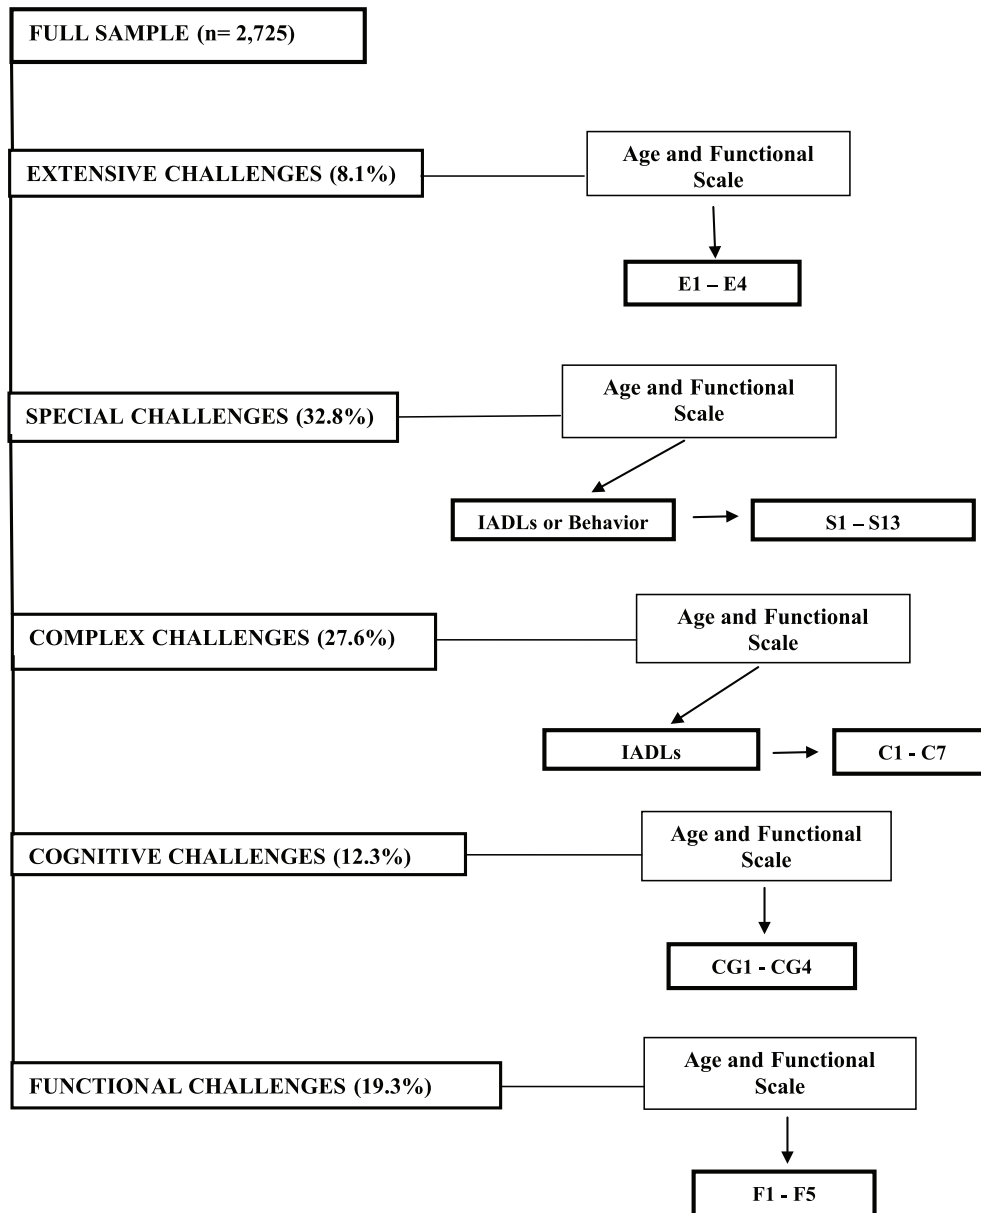 FULL SAMPLE (n= 2,725)
EXTENSIVE CHALLENGES (8.1%)
Age and Functional
Scale
E1 – E4
SPECIAL CHALLENGES (32.8%)
Age and Functional
Scale
IADLs or Behavior
S1 – S13
COMPLEX CHALLENGES (27.6%)
Age and Functional
Scale
IADLs
C1 - C7
COGNITIVE CHALLENGES (12.3%)
Age and Functional
Scale
CG1 - CG4
FUNCTIONAL CHALLENGES (19.3%)
Age and Functional
Scale
F1 - F5